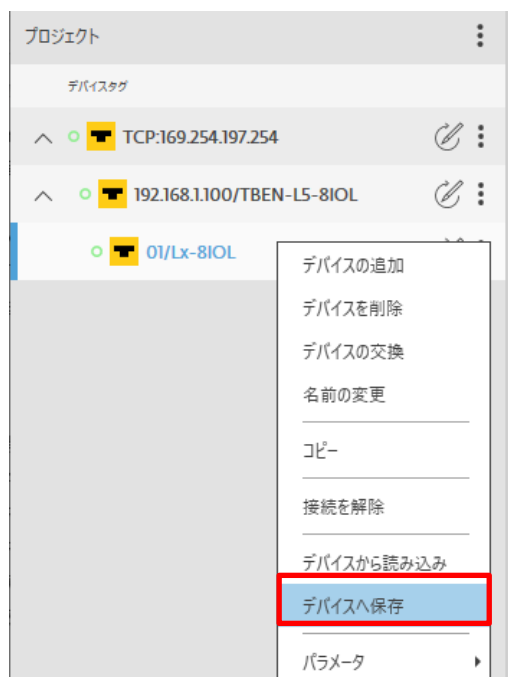 プロジェクト
デバイスタグ
TCP:169.254.197.254
192.168.1.100/TBEN-L5-8IOL
01/Lx-8IOL
デバイスの追加
デバイスを削除
デバイスの交換
名前の変更
コピー
接続を解除
デバイスから読み込み
デバイスへ保存
パラメータ